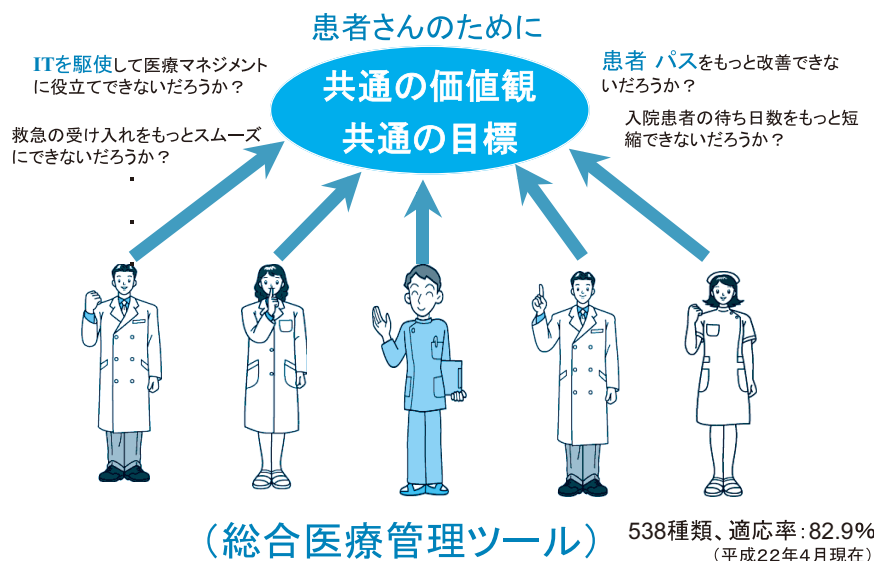 患者さんのために
共通の価値観
共通の目標
ITを駆使して医療マネジメント
に役立てできないだろうか？
救急の受け入れをもっとスムーズ
にできないだろうか？
患者 パスをもっと改善できな
いだろうか？
入院患者の待ち日数をもっと短
縮できないだろうか？
（総合医療管理ツール）
538種類、適応率：82.9%
（平成22年4月現在）